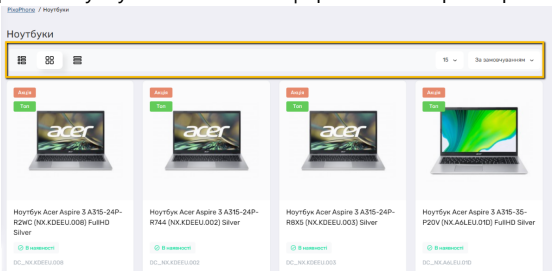 PixoPhone / Ноутбуки
Ноутбуки
15
За замовчуванням
Акція
Топ
acer
Акція
Топ
acer
Акція
Топ
acer
Акція
Топ
Ноутбук Acer Aspire 3 A315-24P-
R2WC (NX.KDEEU.008) FullHD
Silver
В наявності
DC_NX.KDEEU.008
Ноутбук Acer Aspire 3 A315-24P-
R744 (NX.KDEEU.002) Silver
В наявності
DC_NX.KDEEU.002
Ноутбук Acer Aspire 3 A315-24P-
RBX5 (NX.KDEEU.003) Silver
В наявності
DC_NX.KDEEU.003
Ноутбук Acer Aspire 3 A315-35-
P20V (NX.A6LEU.01D) FullHD Silver
В наявності
DC_NX.A6LEU.01D